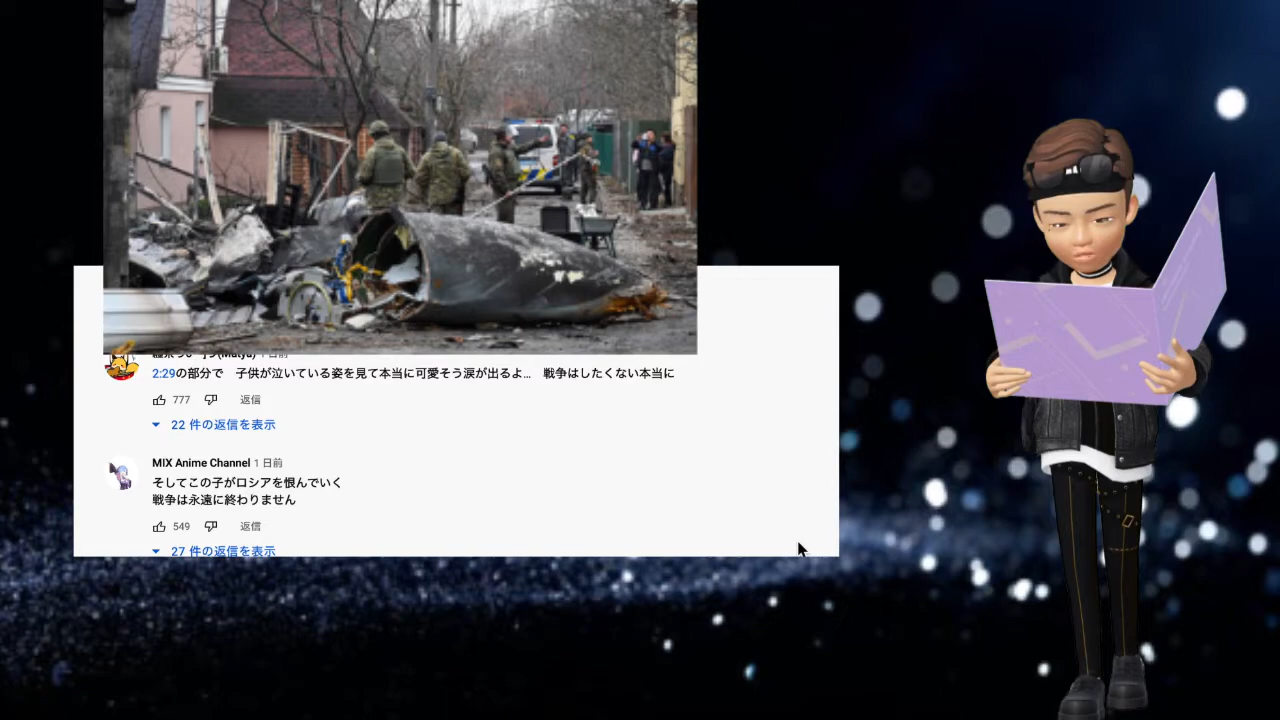 2:29の部分で　子供が泣いている姿を見て本当に可愛そう涙が出るよ...　戦争はしたくない本当に
777 返信
22 件の返信を表示
MIX Anime Channel 1 日前
そしてこの子がロシアを恨んでいく
戦争は永遠に終わりません
549 返信
27 件の返信を表示